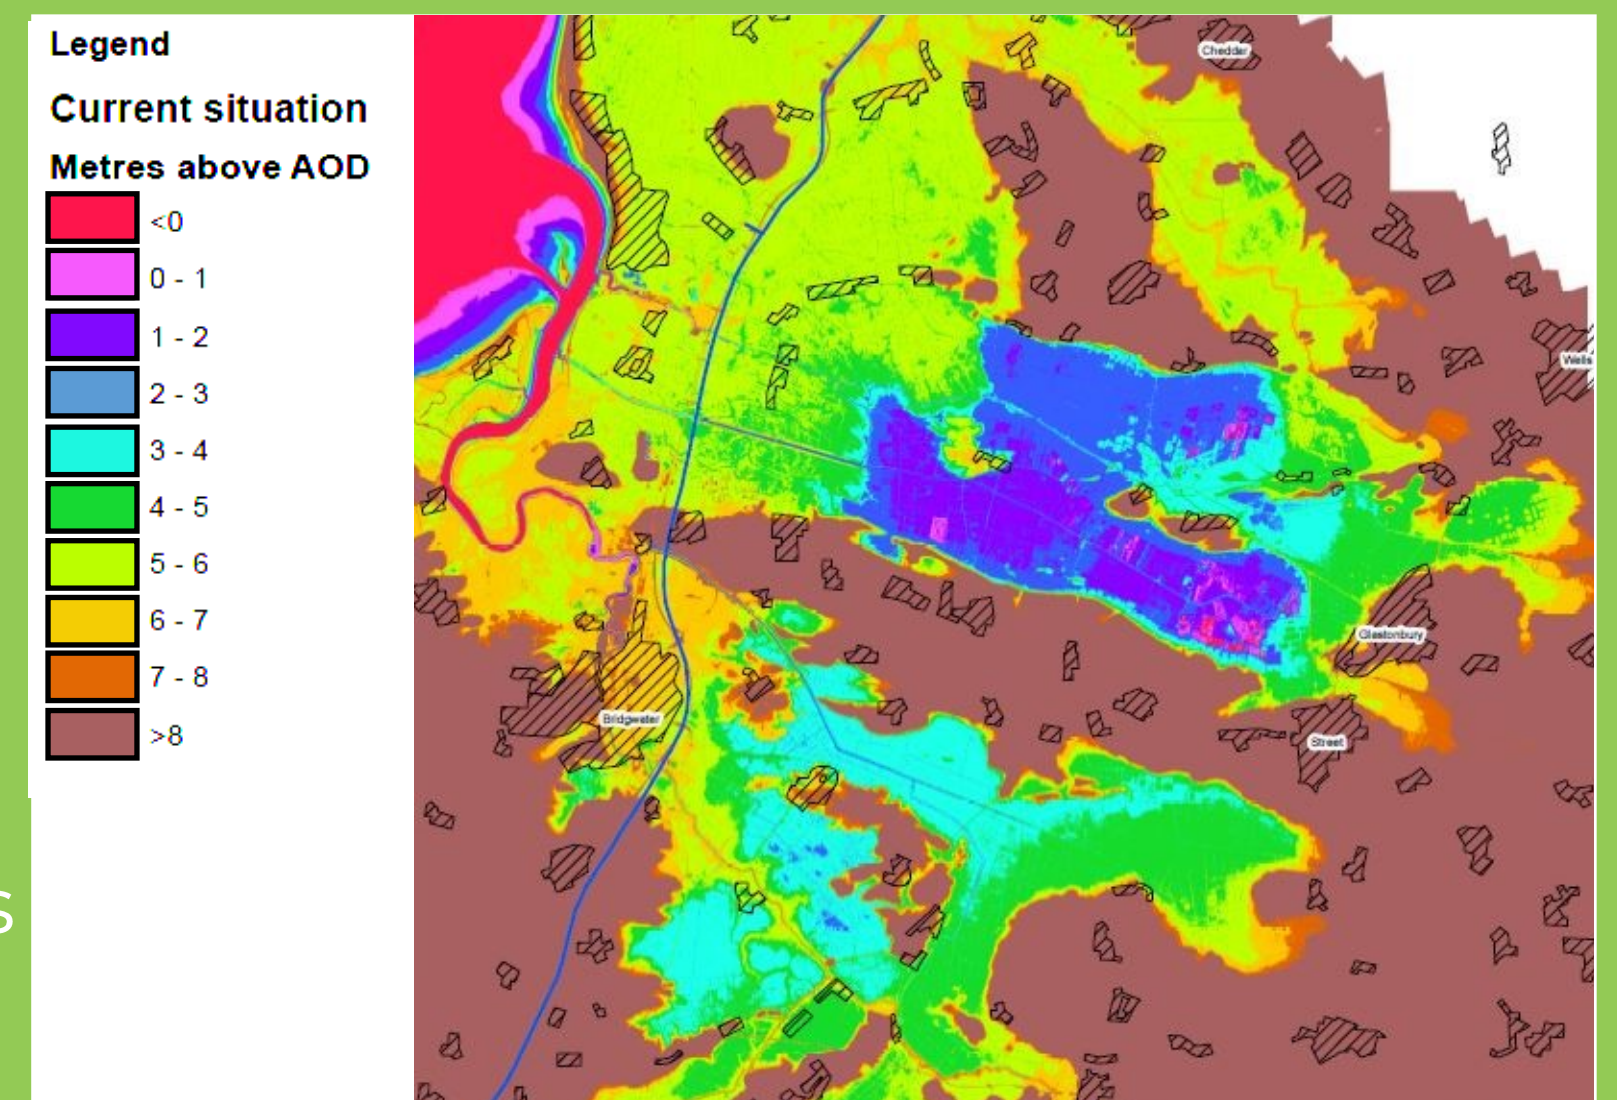 Legend
Current situation
Metres above AOD
<0
0 - 1
1 - 2
2 - 3
3 - 4
4 - 5
5 - 6
6 - 7
7 - 8
>8
s
Cheddar
Wells
Glastonbury
Bridgwater
Street